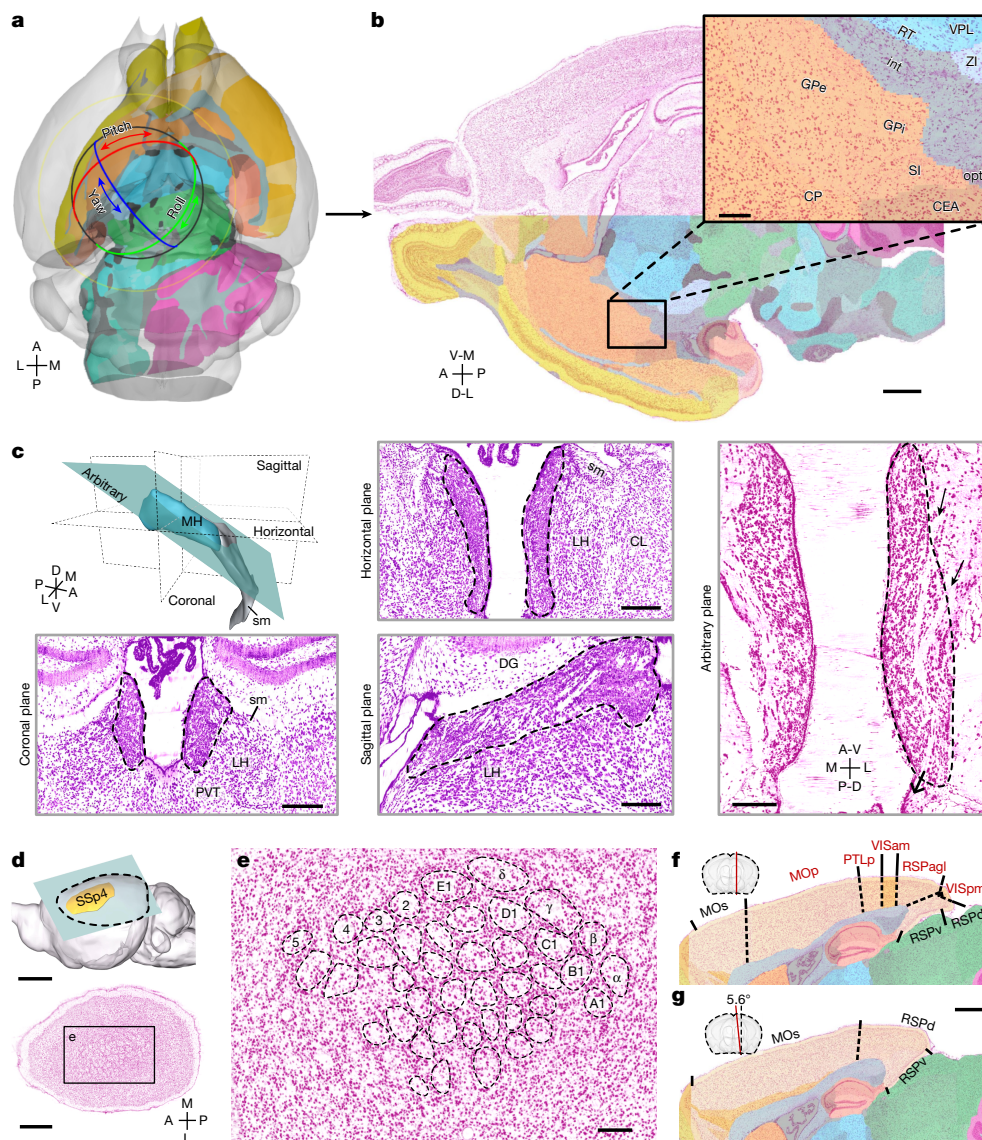 a
Pitch
Yaw
Roll
A
L M
P
b
RT
VPL
int
ZI
GPe
GPi
SI
opt
CP
CEA
V-M
A P
D-L
c
Arbitrary
Sagittal
MH
Horizontal
D
P M
L A
V
Coronal
sm
Horizontal plane
sm
LH
CL
Coronal plane
sm
LH
PVT
Sagittal plane
DG
LH
Arbitrary plane
A-V
M L
P-D
d
SSp4
e
M
A P
e
δ
E1
2
γ
3
D1
4
5
C1
β
B1
α
A1
f
VISam
PTLp
RSPagl
MOp
VISpm
MOs
RSPd
RSPv
g
5.6°
MOs
RSPd
RSPv